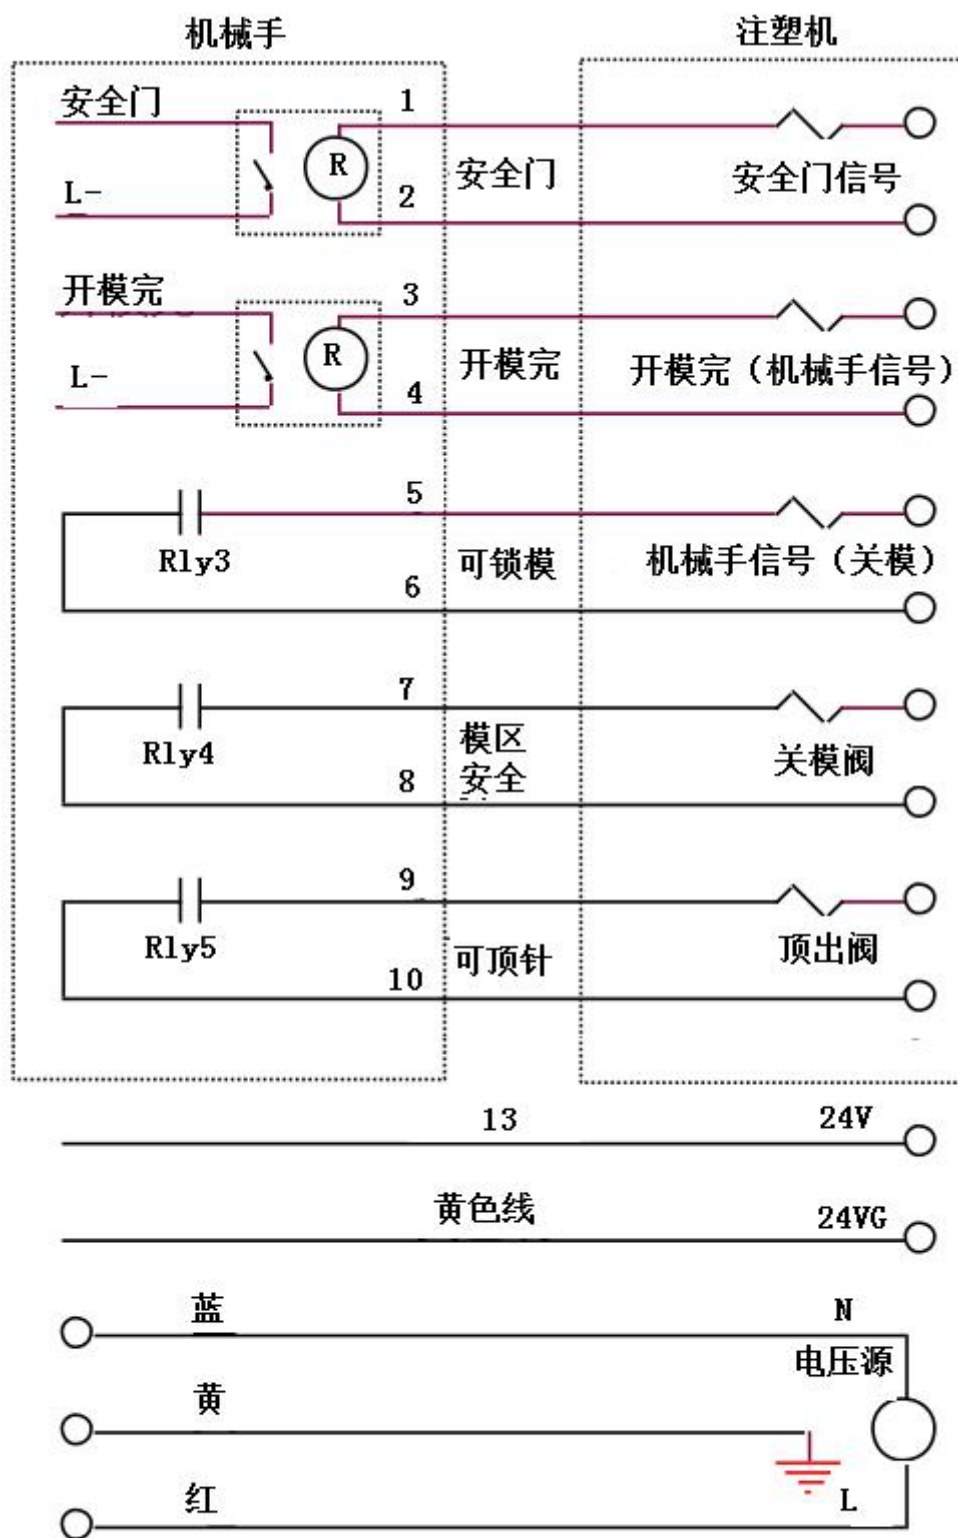 机械手 注塑机
安全门 1
R
L- 2 安全门 安全门信号
开模完 3
R
L- 4 开模完 开模完（机械手信号）
5
Rly3 可锁模 机械手信号（关模）
6
7
Rly4 模区 关模阀
8 安全
9
Rly5 可顶针 顶出阀
10
13 24V
黄色线 24VG
蓝 N
电压源
黄
红 L